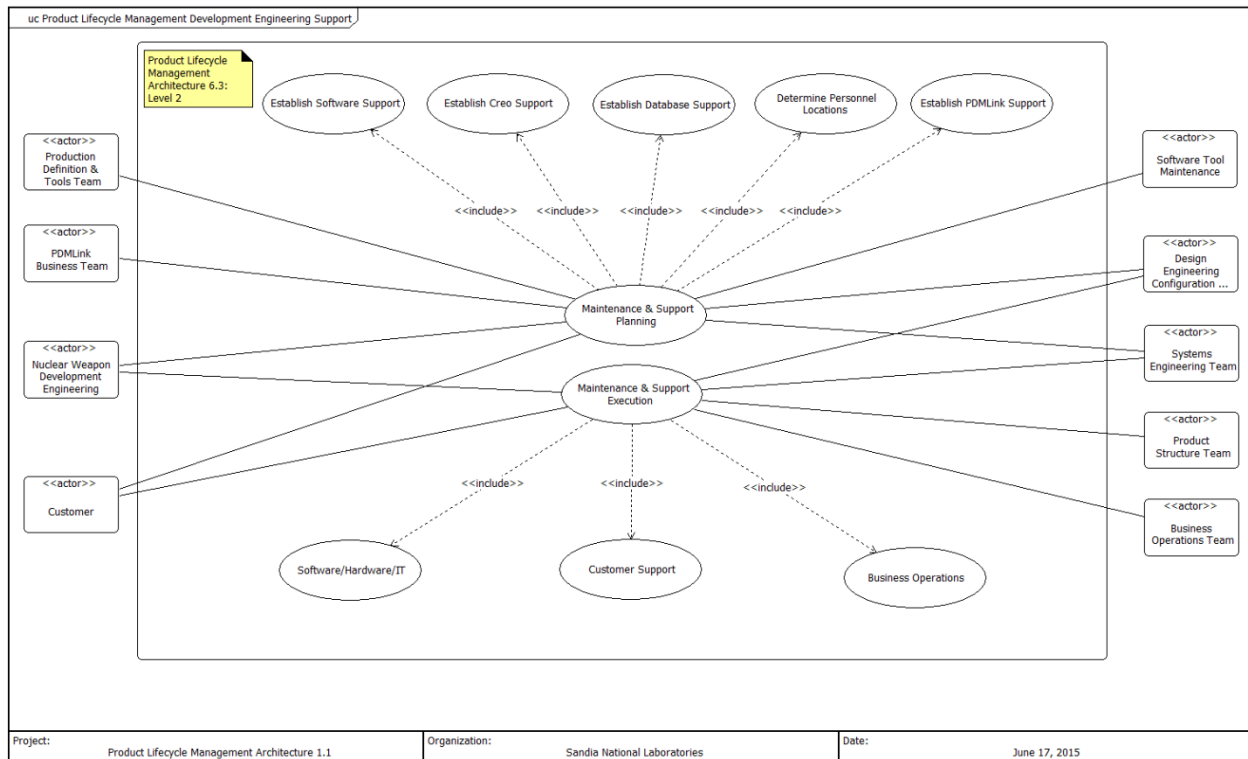 uc Product Lifecycle Management Development Engineering Support
Product Lifecycle
Management
Architecture 6.3:
Level 2
Establish Software Support
Establish Creo Support
Establish Database Support
Determine Personnel
Locations
Establish PDMLink Support
<<actor>>
Production
Definition &
Tools Team
<<actor>>
Software Tool
Maintenance
<<include>>
<<include>>
<<include>>
<<include>>
<<include>>
<<actor>>
PDMLink
Business Team
<<actor>>
Design
Engineering
Configuration ...
Maintenance & Support
Planning
<<actor>>
Nuclear Weapon
Development
Engineering
<<actor>>
Systems
Engineering Team
Maintenance & Support
Execution
<<actor>>
Product
Structure Team
<<actor>>
Customer
<<include>>
<<include>>
<<include>>
<<actor>>
Business
Operations Team
Software/Hardware/IT
Customer Support
Business Operations
Project:
Product Lifecycle Management Architecture 1.1
Organization:
Sandia National Laboratories
Date:
June 17, 2015